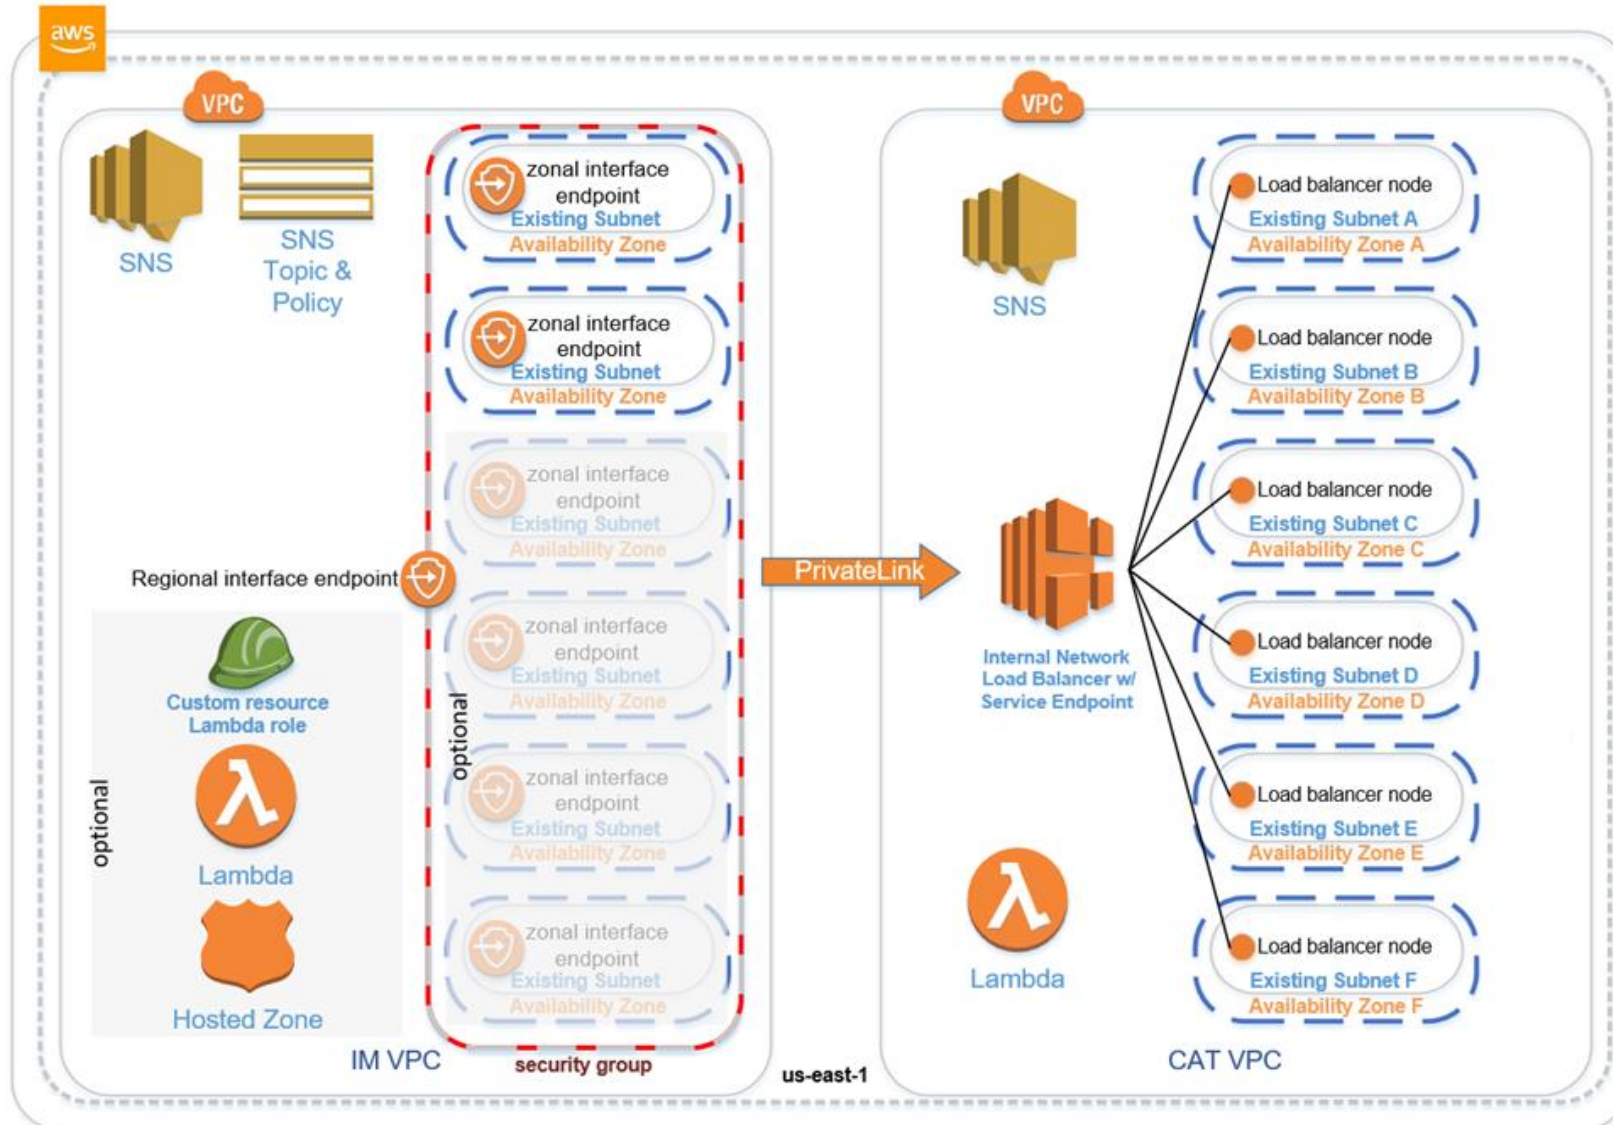 aws
VPC
SNS
SNS
Topic &
Policy
zonal interface
endpoint
Existing Subnet
Availability Zone
zonal interface
endpoint
Existing Subnet
Availability Zone
zonal interface
endpoint
Existing Subnet
Availability Zone
zonal interface
endpoint
Existing Subnet
Availability Zone
zonal interface
endpoint
Existing Subnet
Availability Zone
zonal interface
endpoint
Existing Subnet
Availability Zone
optional
Regional interface endpoint
Custom resource
Lambda role
Lambda
Hosted Zone
optional
IM VPC
security group
PrivateLink
us-east-1
VPC
SNS
Internal Network
Load Balancer w/
Service Endpoint
Lambda
Load balancer node
Existing Subnet A
Availability Zone A
Load balancer node
Existing Subnet B
Availability Zone B
Load balancer node
Existing Subnet C
Availability Zone C
Load balancer node
Existing Subnet D
Availability Zone D
Load balancer node
Existing Subnet E
Availability Zone E
Load balancer node
Existing Subnet F
Availability Zone F
CAT VPC